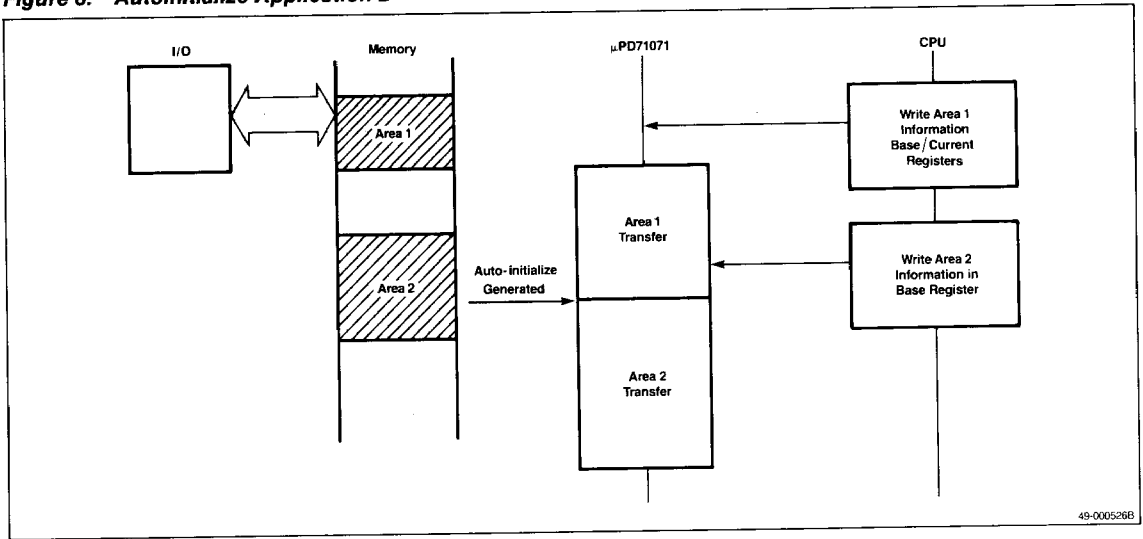 I/O
Memory
μPD71071
CPU
Area 1
Area 2
Auto-initialize
Generated
Area 1
Transfer
Area 2
Transfer
Write Area 1
Information
Base/Current
Registers
Write Area 2
Information in
Base Register
49-000526B